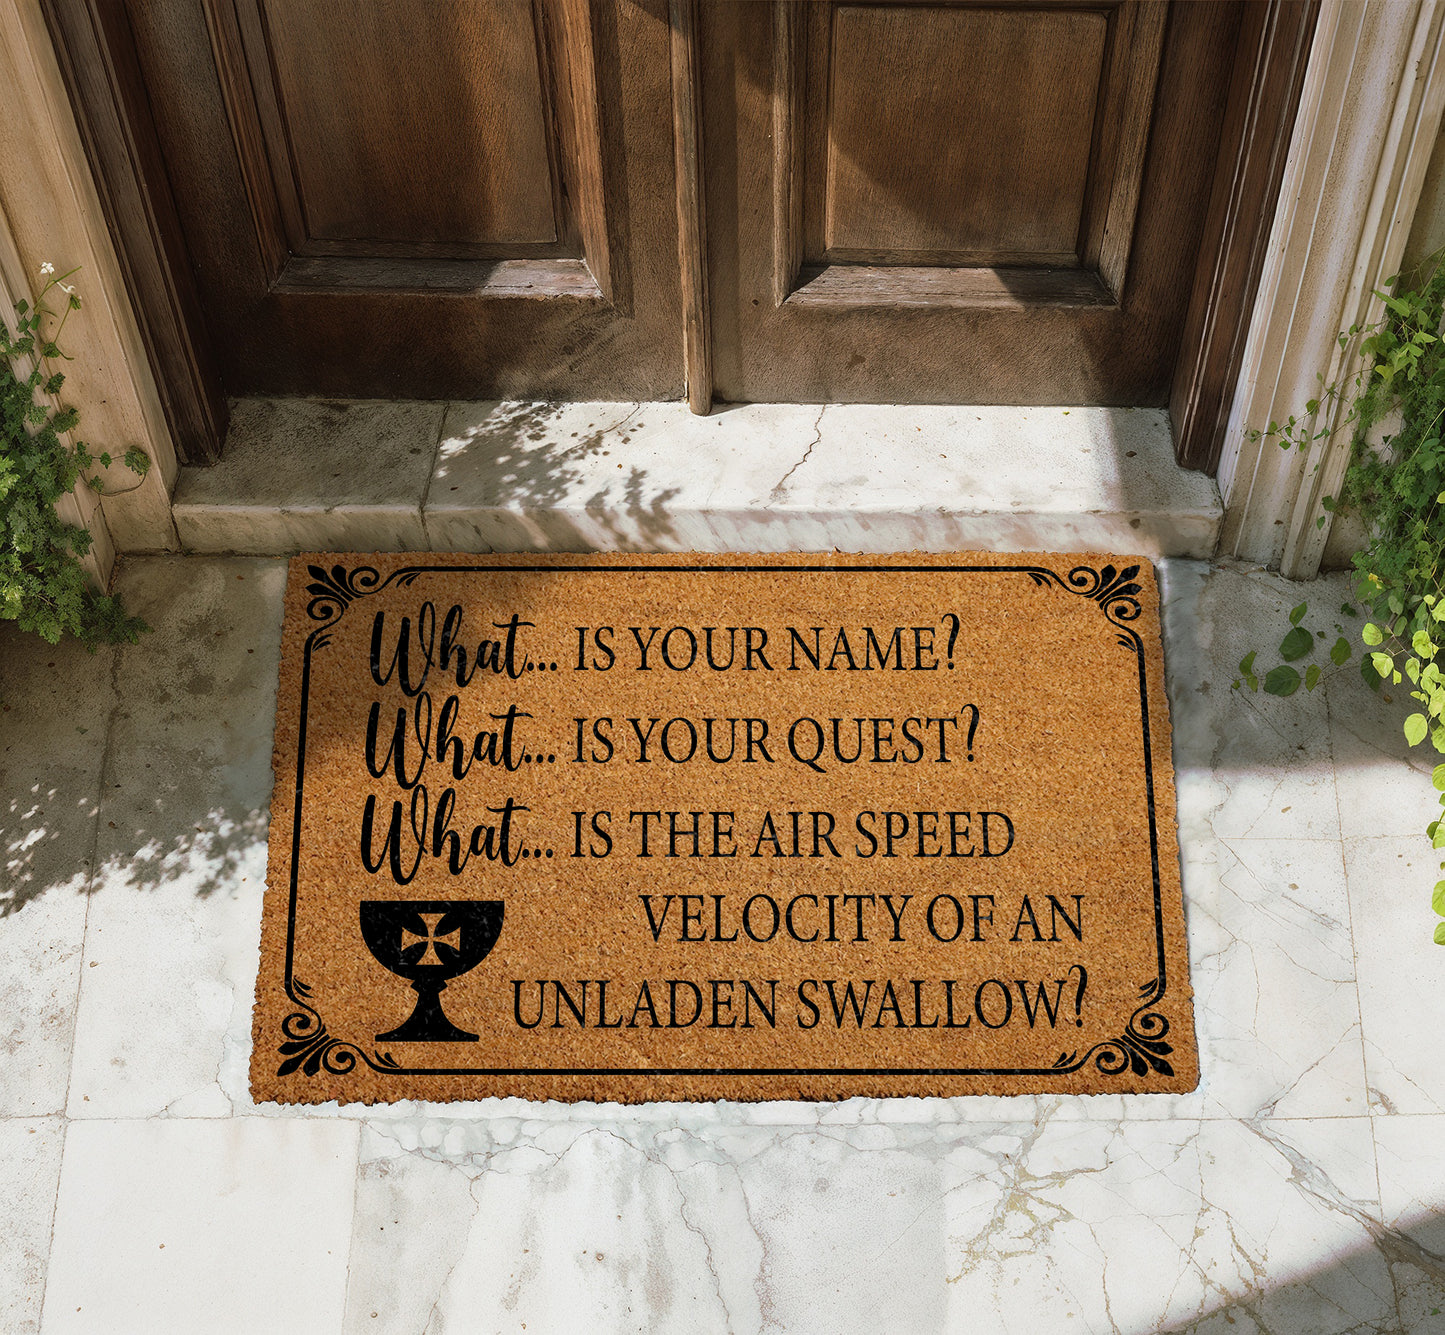 What... IS YOUR NAME?
What... IS YOUR QUEST?
What... IS THE AIR SPEED
VELOCITY OF AN
UNLADEN SWALLOW?